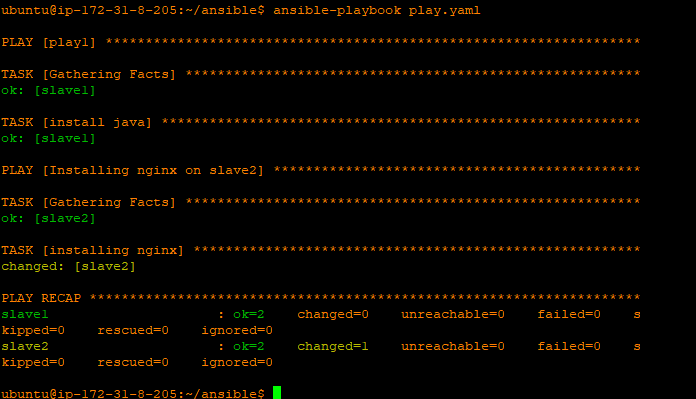 ubuntu@ip-172-31-8-205:~/ansible$ ansible-playbook play.yaml
PLAY [play1] *******************************************************************
TASK [Gathering Facts] *********************************************************
ok: [slave1]
TASK [install java] ************************************************************
ok: [slave1]
PLAY [Installing nginx on slave2] **********************************************
TASK [Gathering Facts] *********************************************************
ok: [slave2]
TASK [installing nginx] ********************************************************
changed: [slave2]
PLAY RECAP *********************************************************************
slave1                     : ok=2    changed=0    unreachable=0    failed=0    s
kipped=0    rescued=0    ignored=0
slave2                     : ok=2    changed=1    unreachable=0    failed=0    s
kipped=0    rescued=0    ignored=0
ubuntu@ip-172-31-8-205:~/ansible$